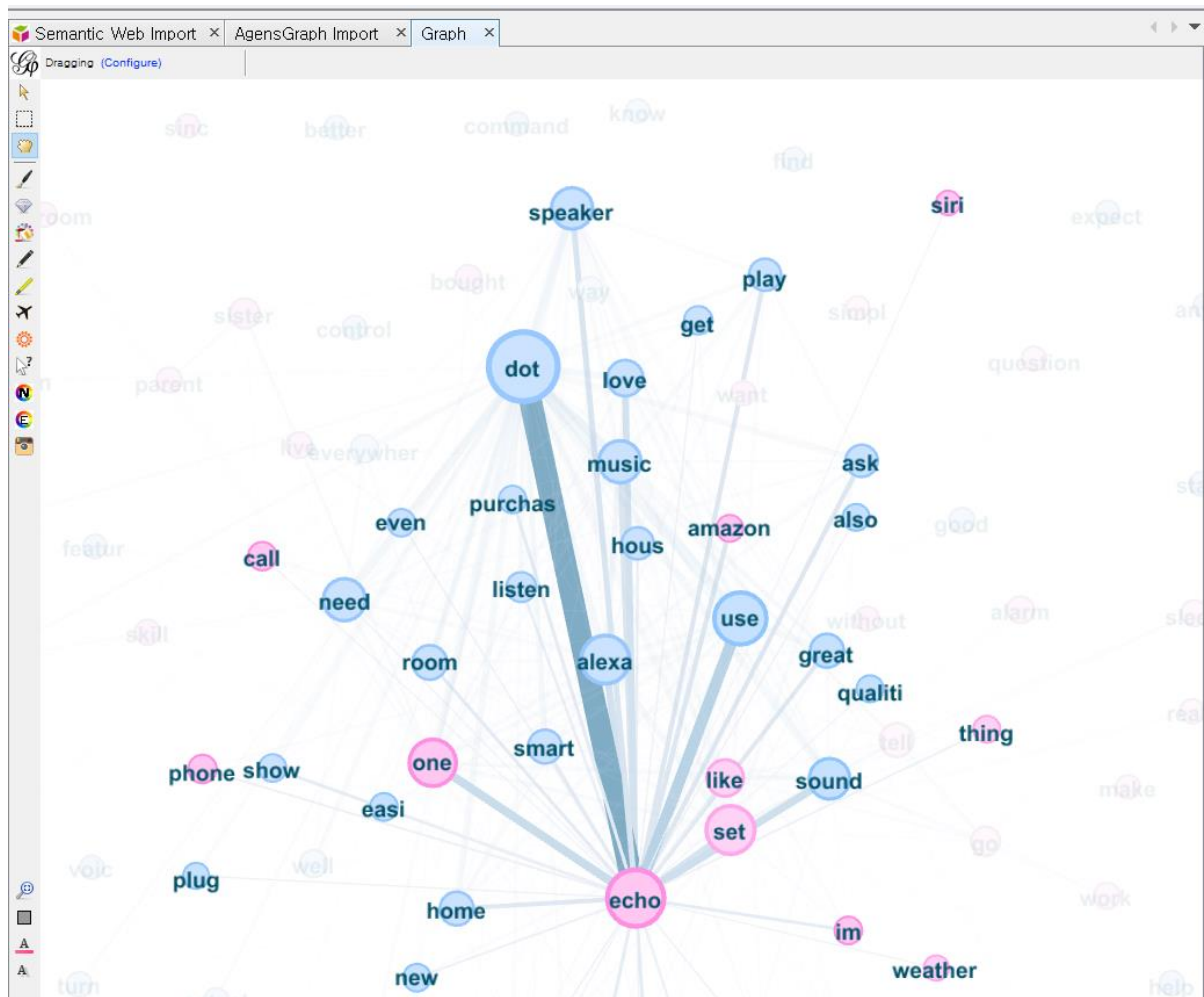 Semantic Web Import × AgensGraph Import × Graph ×
Dragging (Configure)
know
sinc better command
find
siri
speaker
room
expect
play
bought way
simpl
sister control get
question
dot
love
parent want
live everywher ask
music
purchas
also
even amazon good
featur call hous
listen
need
use without alarm
skill
room alexa great
qualiti
tell thing
smart
one
phone show like sound
make
easi
set
go
voic well
plug
echo work
home
im
new weather
turn help